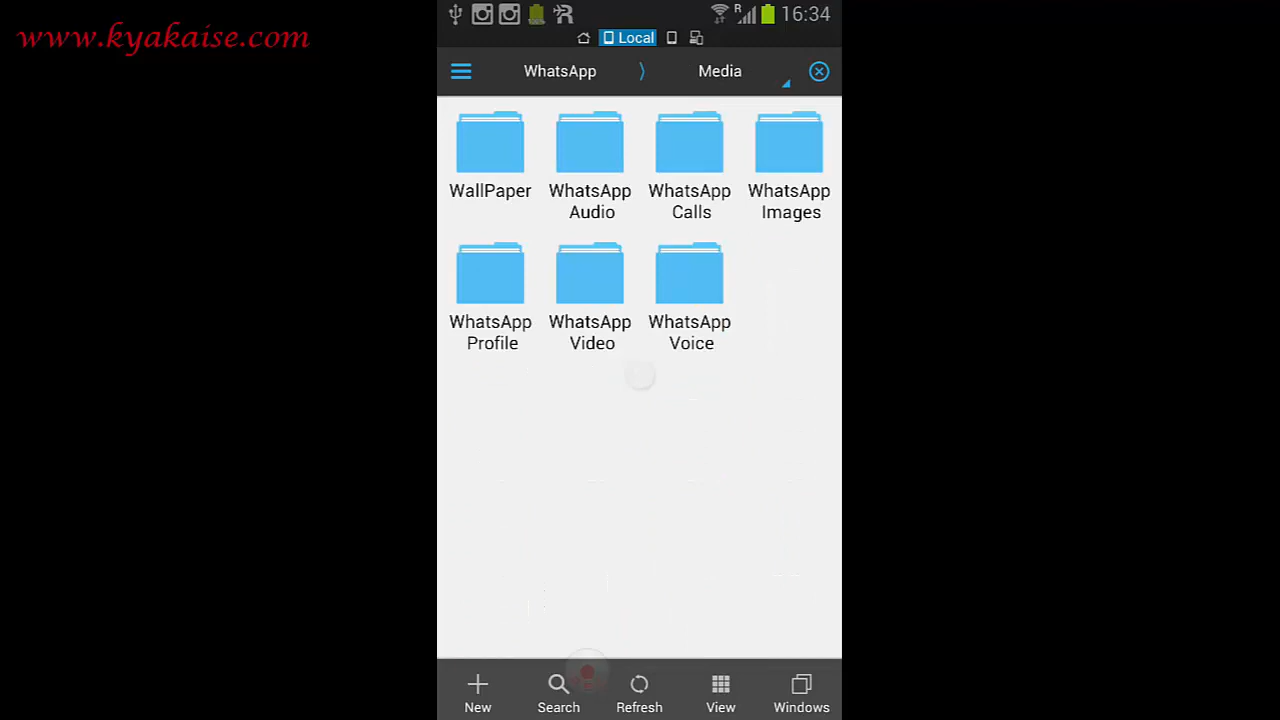 www.kyakaise.com
R 16:34
Local
WhatsApp Media
WallPaper WhatsApp Audio WhatsApp Calls WhatsApp Images
WhatsApp Profile WhatsApp Video WhatsApp Voice
New Search Refresh View Windows